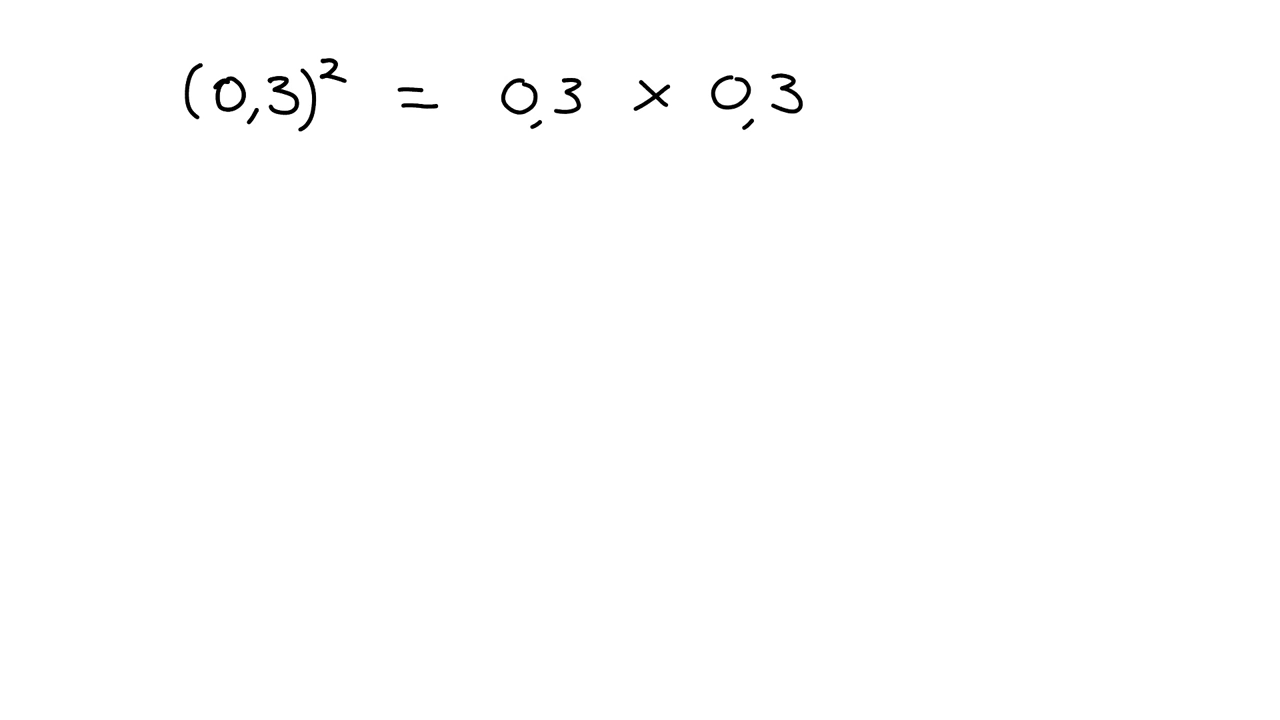 (0,3)² = 0,3 × 0,3